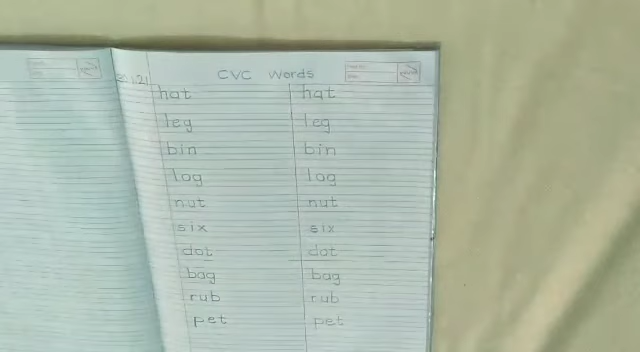 CVC Words
hat hat
leg leg
bin bin
log log
nut nut
six six
dot dot
bag bag
rub rub
pet pet